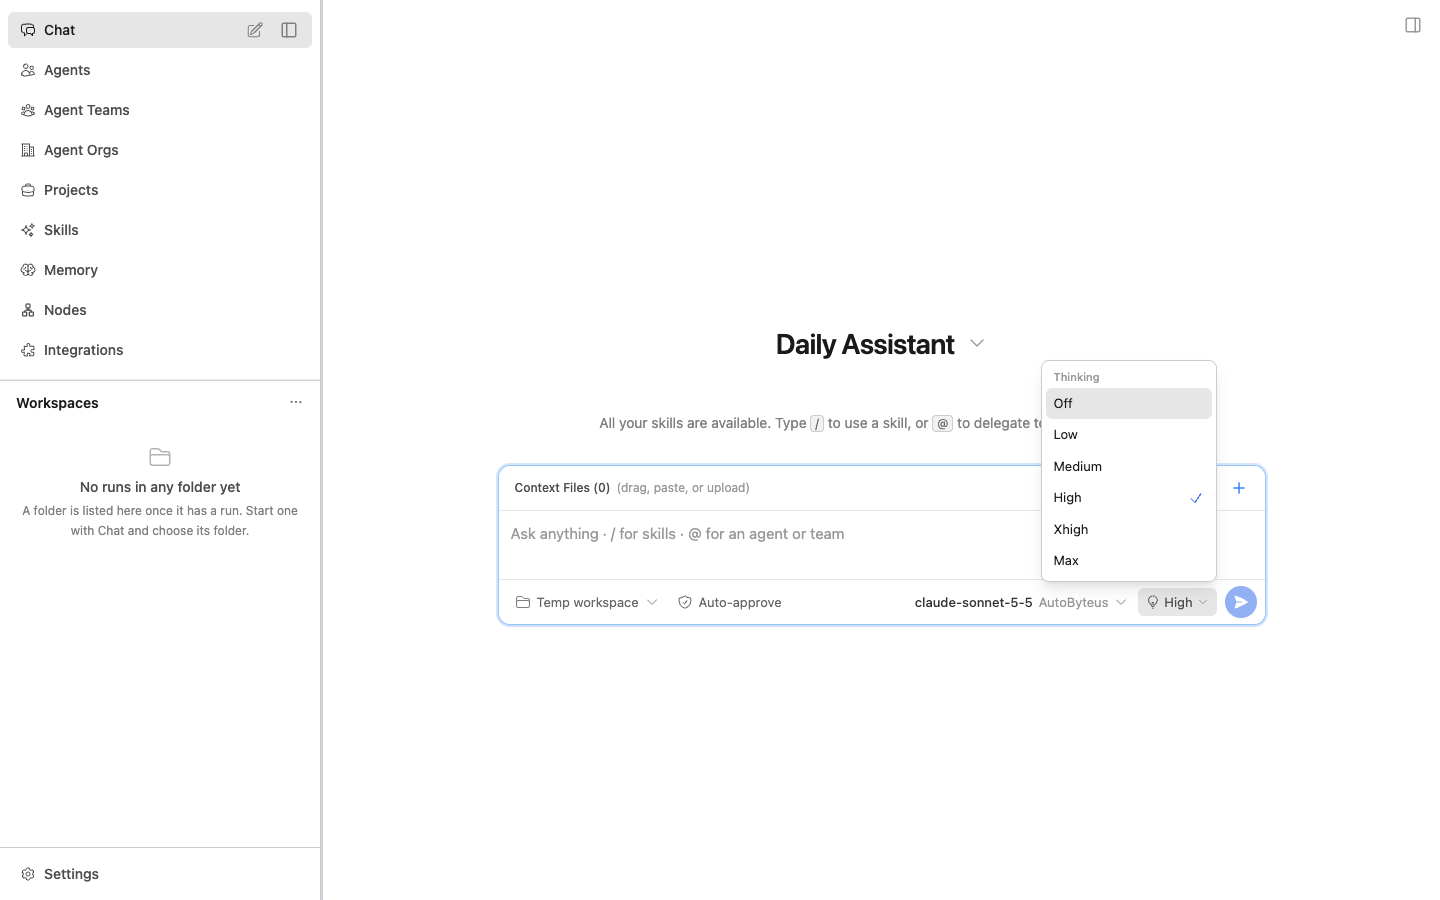 Chat
Agents
Agent Teams
Agent Orgs
Projects
Skills
Memory
Nodes
Integrations
Workspaces
No runs in any folder yet
A folder is listed here once it has a run. Start one
with Chat and choose its folder.
Settings
Daily Assistant
All your skills are available. Type / to use a skill, or @ to delegate
Context Files (0) (drag, paste, or upload)
Ask anything · / for skills · @ for an agent or team
Temp workspace
Auto-approve
claude-sonnet-5-5 AutoByteus
High
Thinking
Off
Low
Medium
High
Xhigh
Max